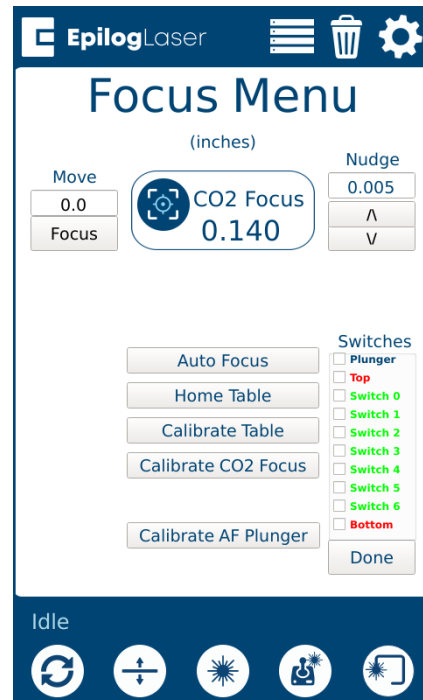 EpilogLaser
Focus Menu
(inches)
Move
0.0
Focus
CO2 Focus
0.140
Nudge
0.005
/\
\/
Auto Focus
Home Table
Calibrate Table
Calibrate CO2 Focus
Calibrate AF Plunger
Switches
Plunger
Top
Switch 0
Switch 1
Switch 2
Switch 3
Switch 4
Switch 5
Switch 6
Bottom
Done
Idle